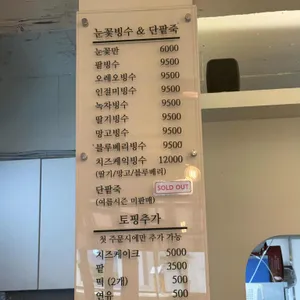 눈꽃빙수 & 단팥죽
눈꽃만 6000
팥빙수 9500
오레오빙수 9500
인절미빙수 9500
녹차빙수 9500
딸기빙수 9500
망고빙수 9500
블루베리빙수 9500
치즈케익빙수 12000
(딸기/망고/블루베리)
단팥죽 SOLD OUT
(여름시즌 미판매)
토핑추가
첫 주문시에만 추가 가능
치즈케이크 5000
팥 3500
떡 (2개) 500
연유 500